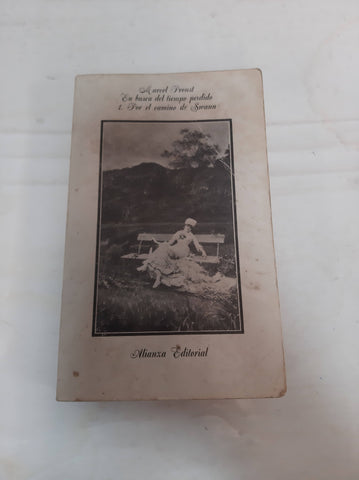 Marcel Proust
En busca del tiempo perdido
1. Por el camino de Swann
Alianza Editorial